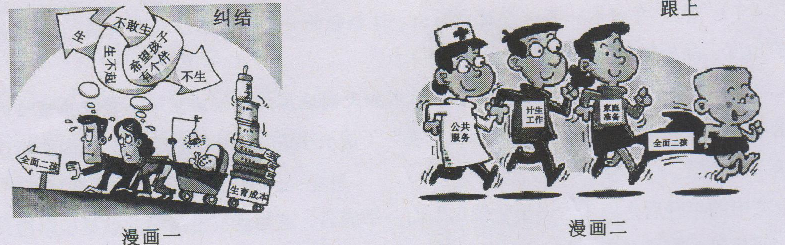 纠结
生
不敢生
生不起
希望孩子
有个伴
不生
全面二孩
生育成本
漫画一
跟上
公共
服务
计生
工作
家庭
准备
全面二孩
漫画二